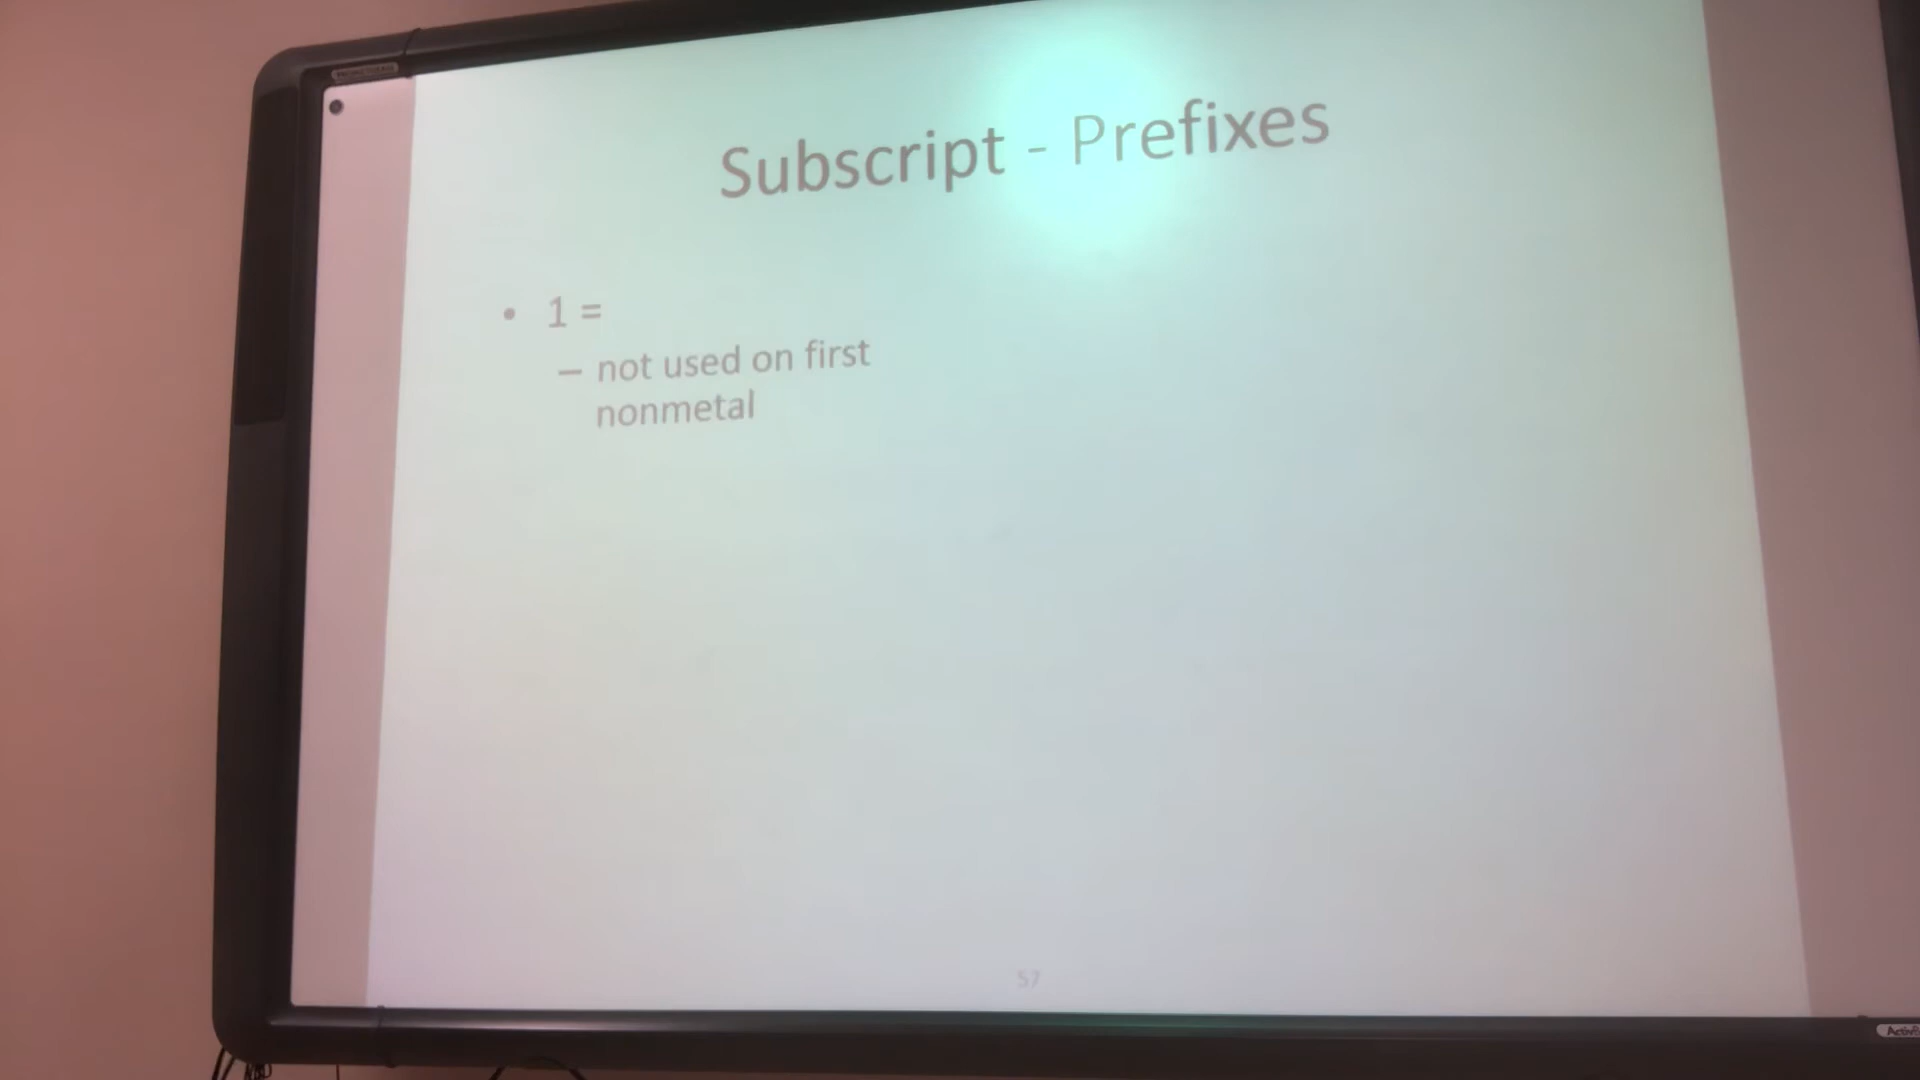 Subscript - Prefixes
• 1 =
– not used on first
nonmetal
57